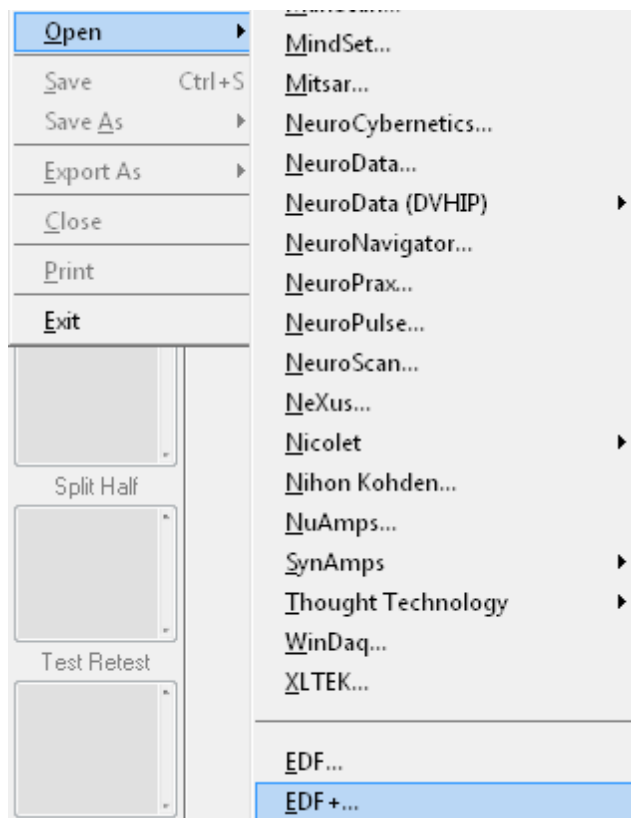 Open
Save Ctrl+S
Save As
Export As
Close
Print
Exit
Split Half
Test Retest
MindSet...
Mitsar...
NeuroCybernetics...
NeuroData...
NeuroData (DVHIP)
NeuroNavigator...
NeuroPrax...
NeuroPulse...
NeuroScan...
NeXus...
Nicolet
Nihon Kohden...
NuAmps...
SynAmps
Thought Technology
WinDaq...
XLTEK...
EDF...
EDF+...